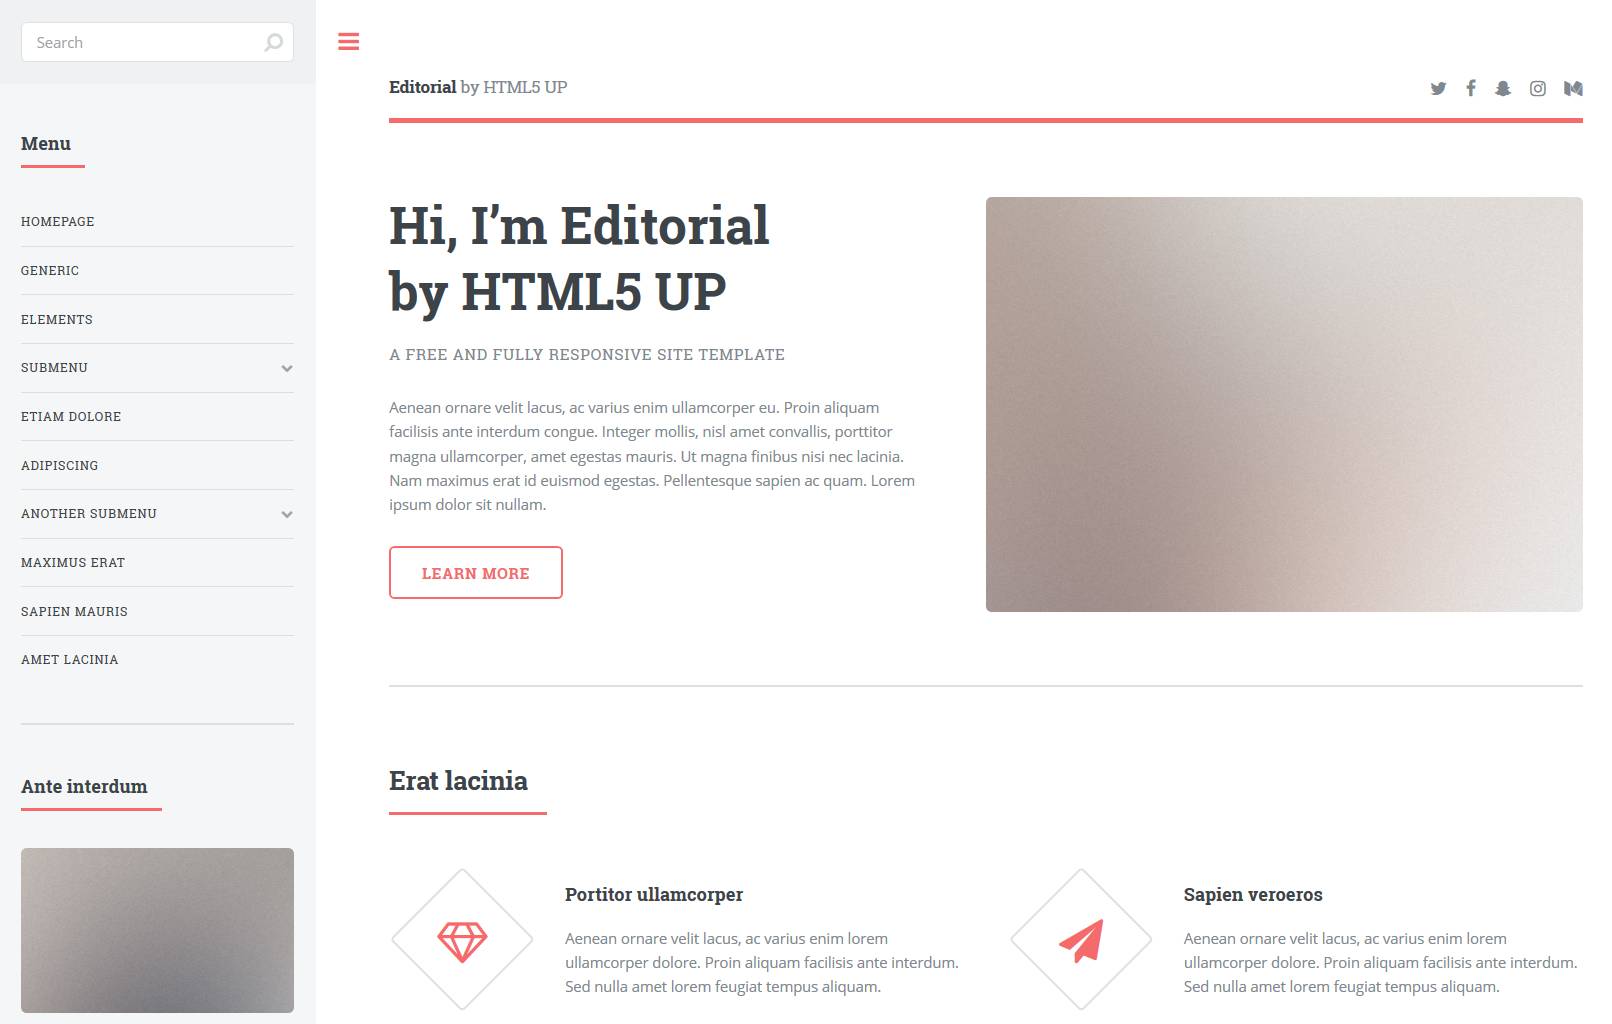 Search
Menu
HOMEPAGE
GENERIC
ELEMENTS
SUBMENU
ETIAM DOLORE
ADIPISCING
ANOTHER SUBMENU
MAXIMUS ERAT
SAPIEN MAURIS
AMET LACINIA
Ante interdum
Editorial by HTML5 UP
Hi, I’m Editorial
by HTML5 UP
A FREE AND FULLY RESPONSIVE SITE TEMPLATE
Aenean ornare velit lacus, ac varius enim ullamcorper eu. Proin aliquam
facilisis ante interdum congue. Integer mollis, nisl amet convallis, porttitor
magna ullamcorper, amet egestas mauris. Ut magna finibus nisi nec lacinia.
Nam maximus erat id euismod egestas. Pellentesque sapien ac quam. Lorem
ipsum dolor sit nullam.
LEARN MORE
Erat lacinia
Portitor ullamcorper
Aenean ornare velit lacus, ac varius enim lorem
ullamcorper dolore. Proin aliquam facilisis ante interdum.
Sed nulla amet lorem feugiat tempus aliquam.
Sapien veroeros
Aenean ornare velit lacus, ac varius enim lorem
ullamcorper dolore. Proin aliquam facilisis ante interdum.
Sed nulla amet lorem feugiat tempus aliquam.